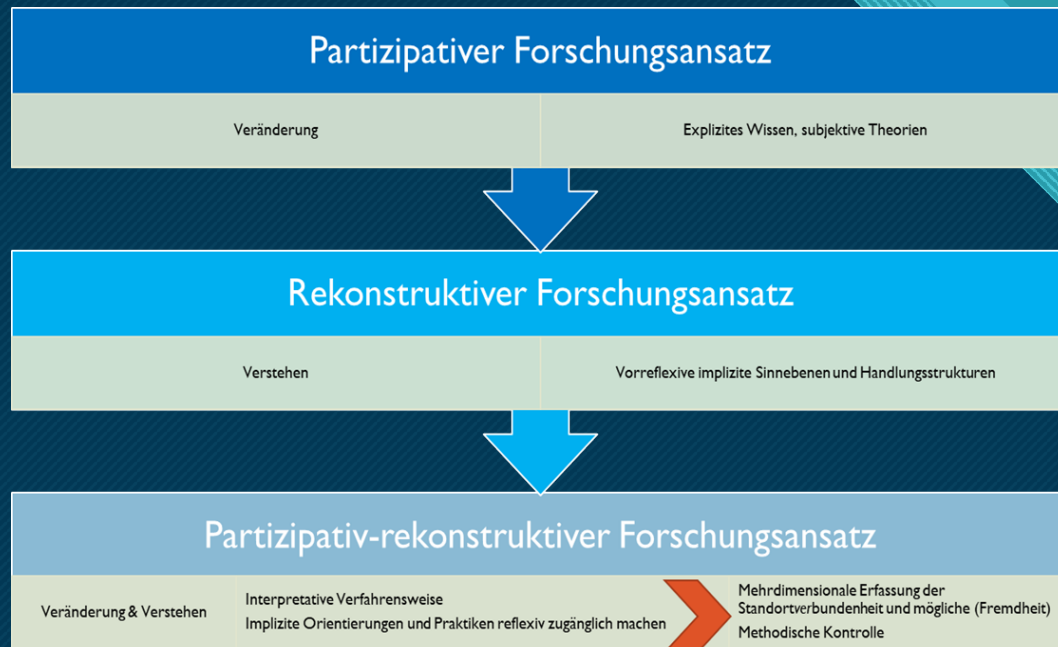 Partizipativer Forschungsansatz
Veränderung
Explizites Wissen, subjektive Theorien
Rekonstruktiver Forschungsansatz
Verstehen
Vorreflexive implizite Sinnebenen und Handlungsstrukturen
Partizipativ-rekonstruktiver Forschungsansatz
Veränderung & Verstehen
Interpretative Verfahrensweise
Implizite Orientierungen und Praktiken reflexiv zugänglich machen
Mehrdimensionale Erfassung der
Standortverbundenheit und mögliche (Fremdheit)
Methodische Kontrolle